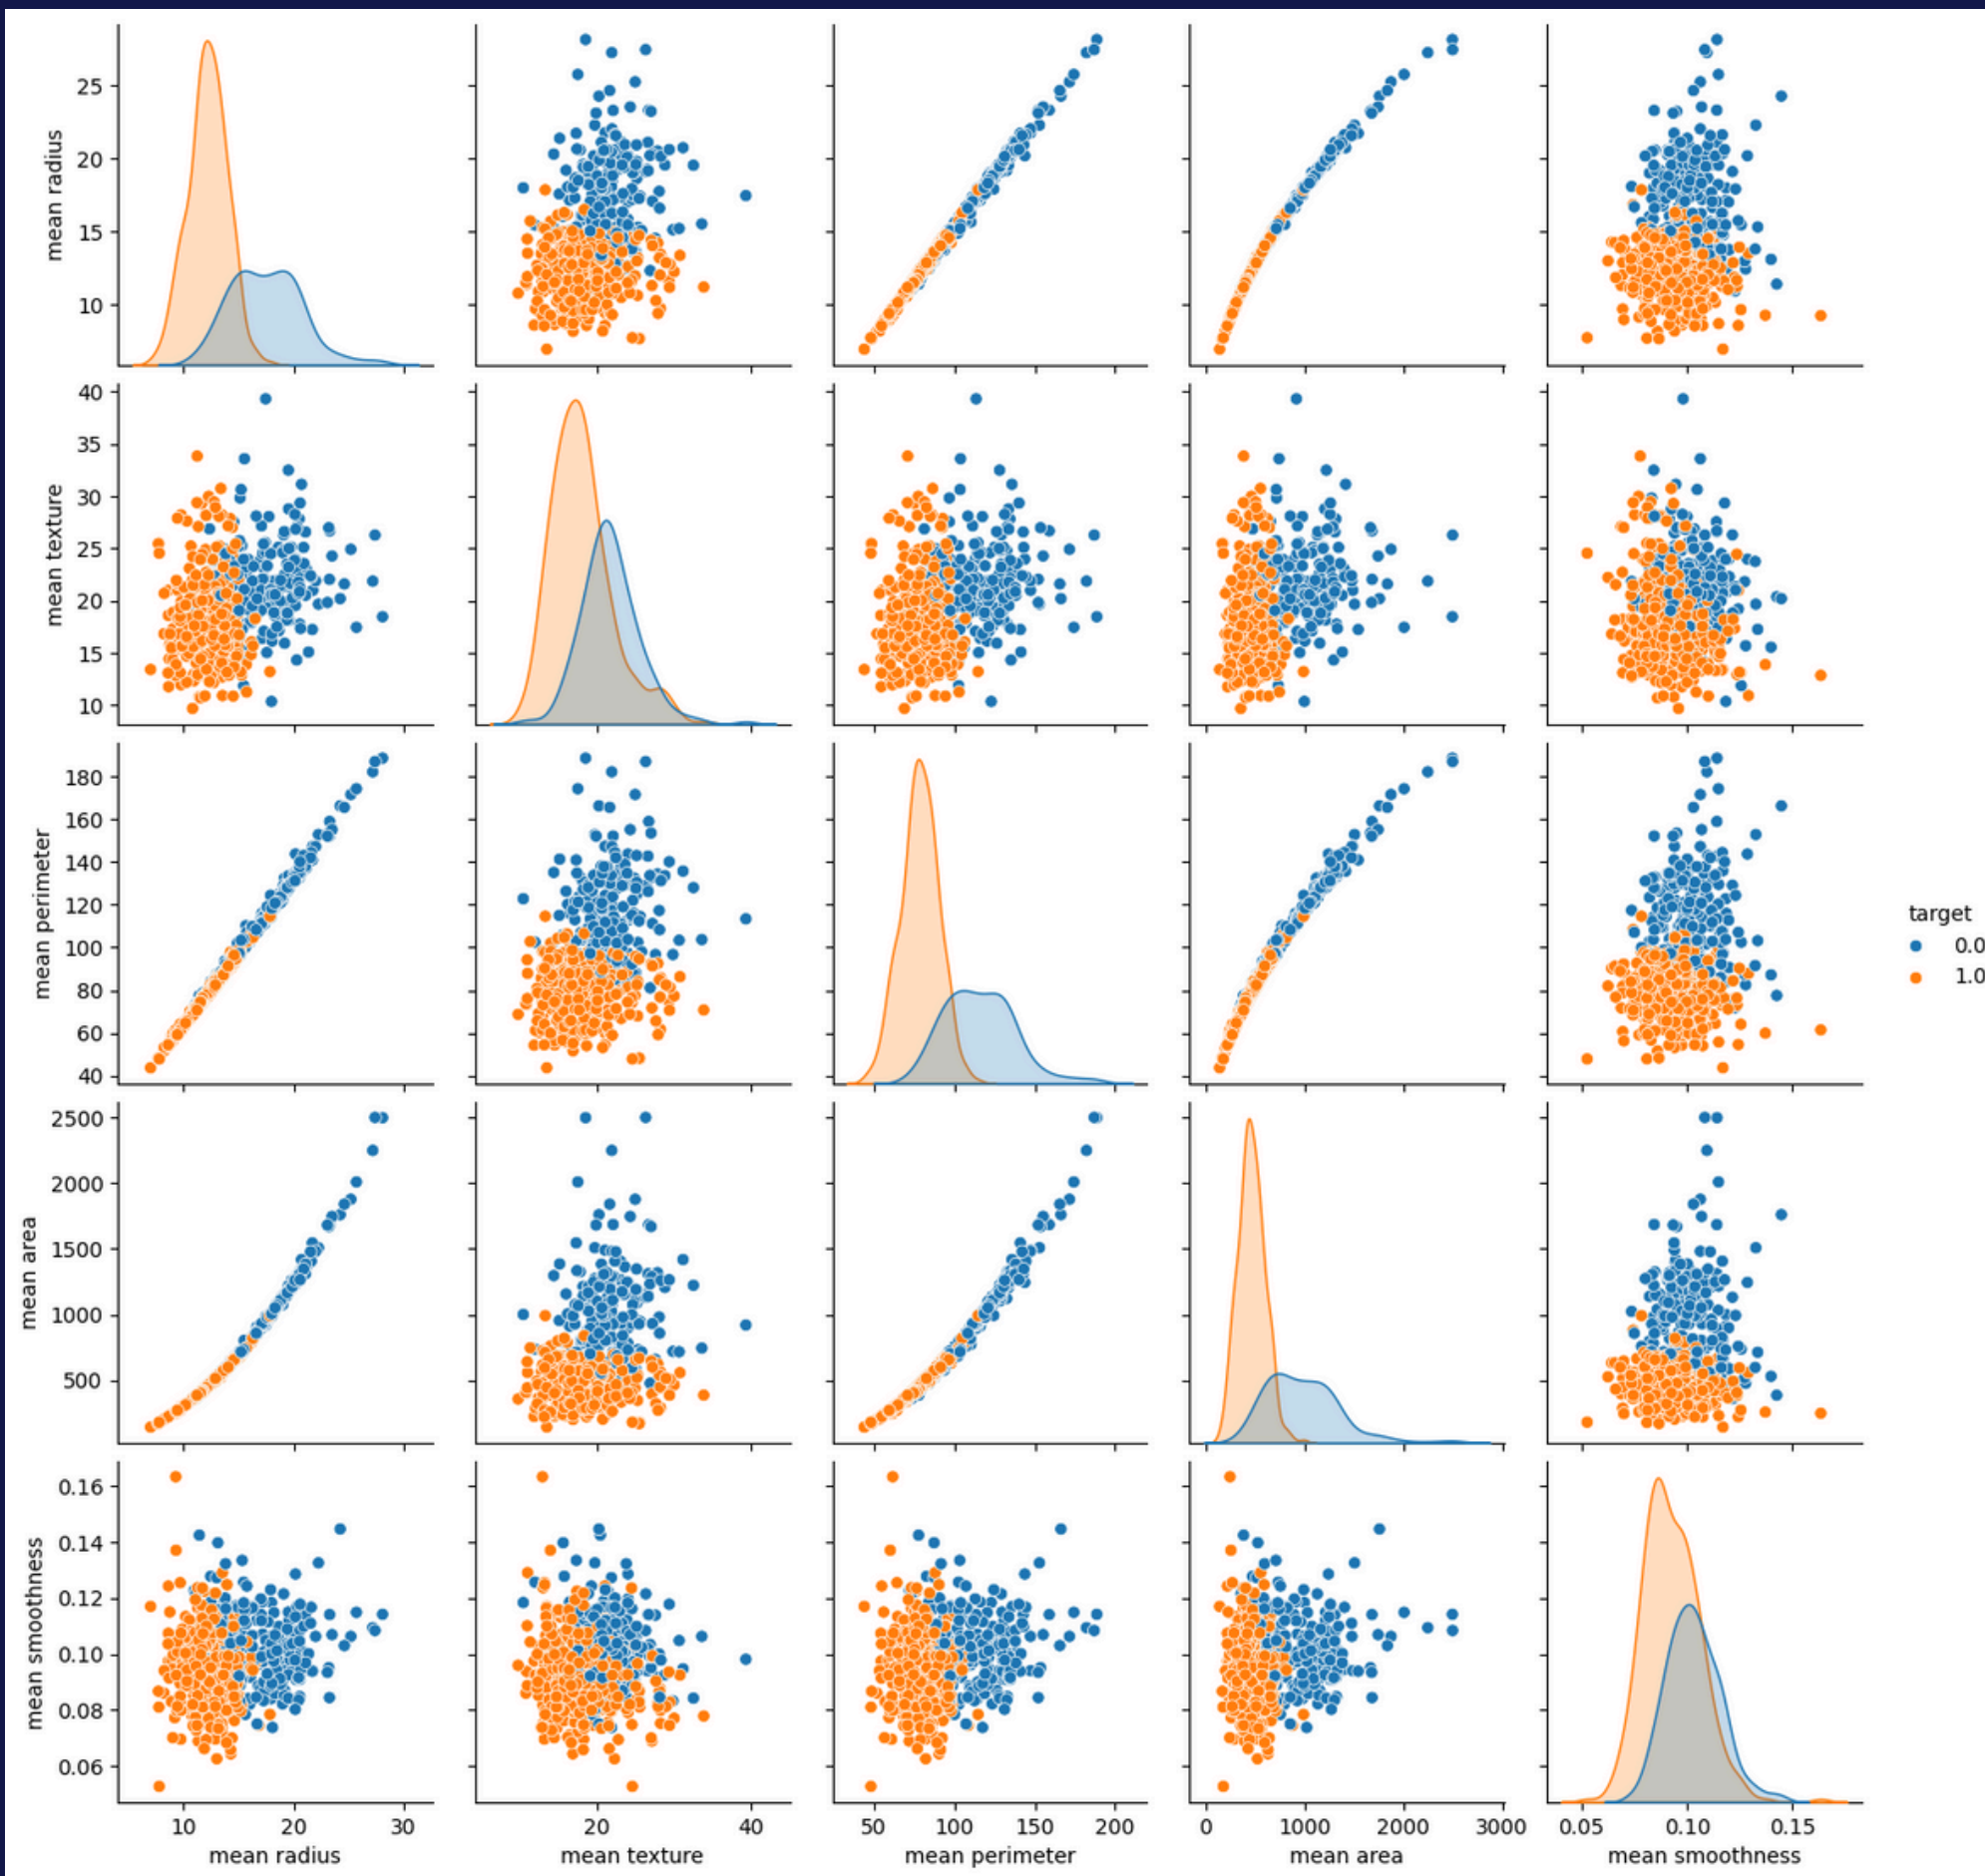 mean radius
25
20
15
10
mean texture
40
35
30
25
20
15
10
mean perimeter
180
160
140
120
100
80
60
40
target
0.0
1.0
mean area
2500
2000
1500
1000
500
mean smoothness
0.16
0.14
0.12
0.10
0.08
0.06
10 20 30
20 40
50 100 150 200
0 1000 2000 3000
0.05 0.10 0.15
mean radius
mean texture
mean perimeter
mean area
mean smoothness